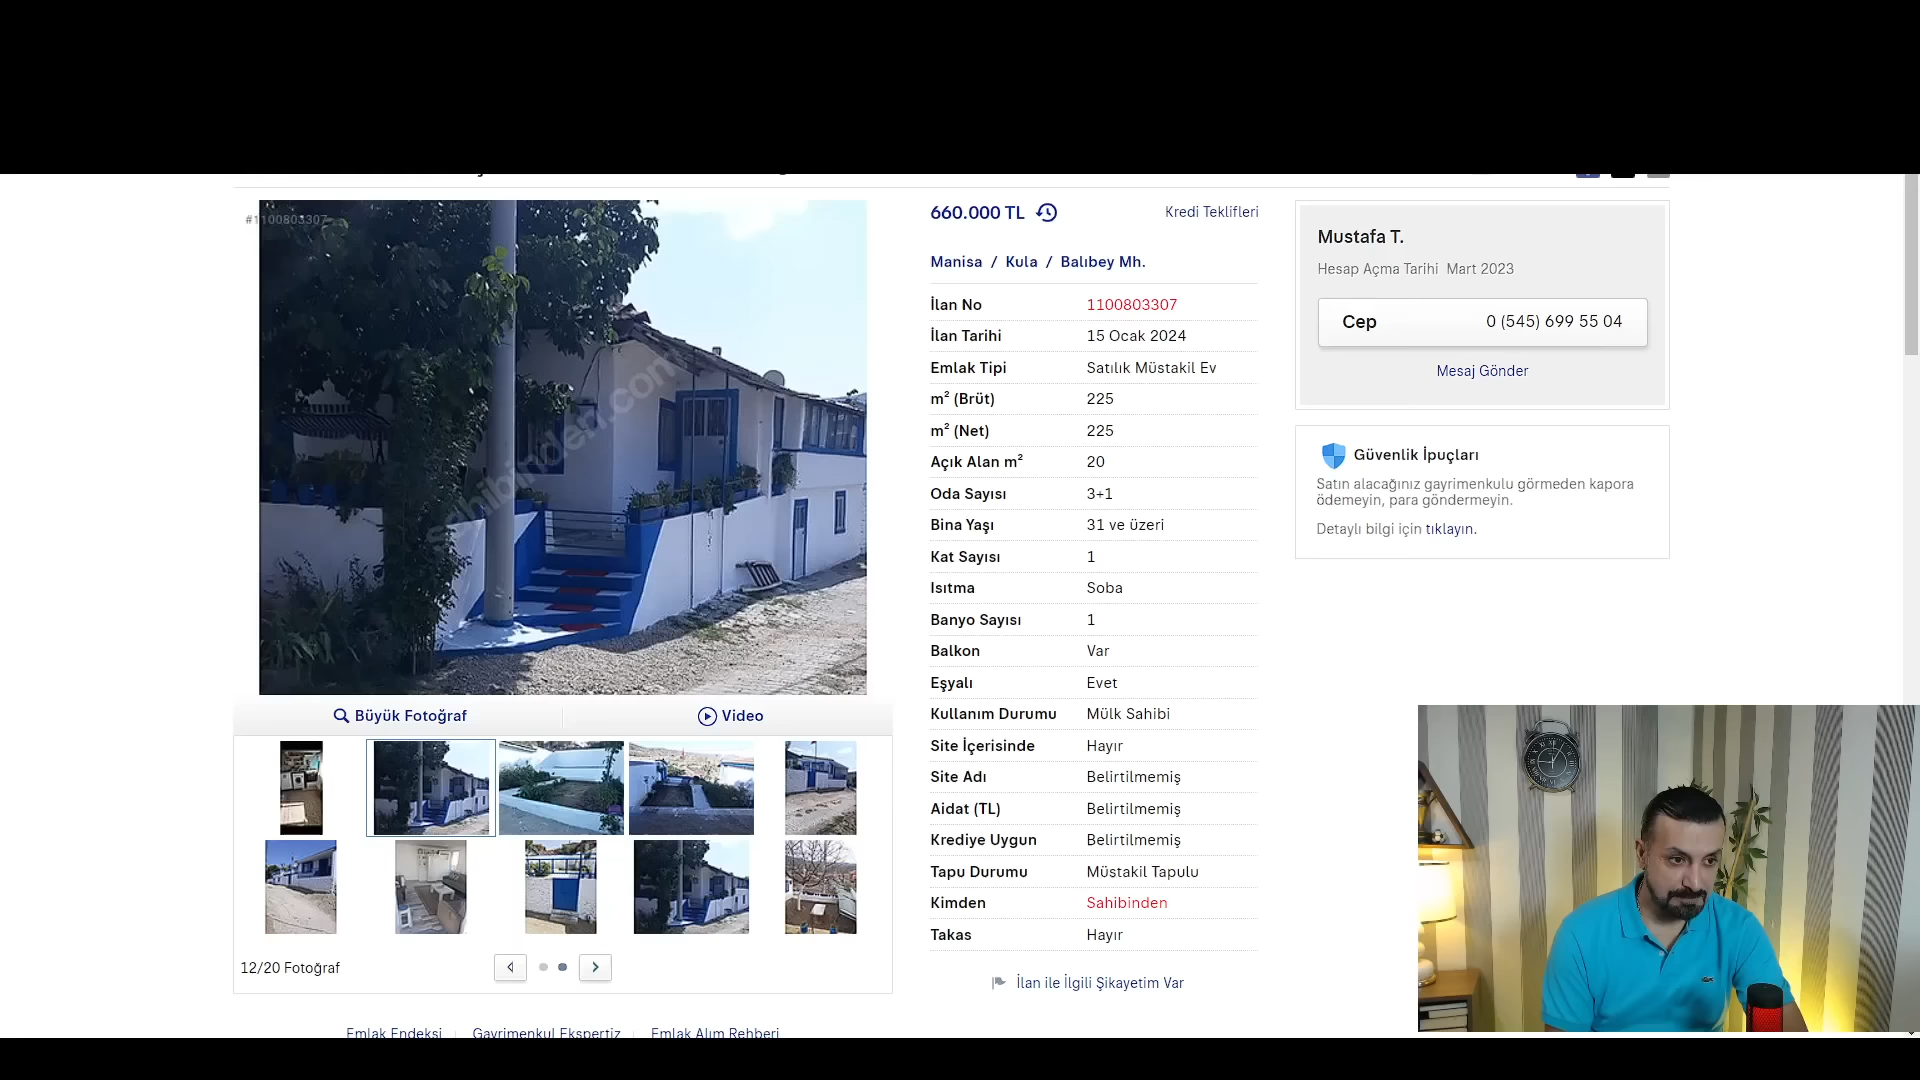 #1100803307
sahibinden.com
660.000 TL
Kredi Teklifleri
Manisa / Kula / Balıbey Mh.
İlan No 1100803307
İlan Tarihi 15 Ocak 2024
Emlak Tipi Satılık Müstakil Ev
m² (Brüt) 225
m² (Net) 225
Açık Alan m² 20
Oda Sayısı 3+1
Bina Yaşı 31 ve üzeri
Kat Sayısı 1
Isıtma Soba
Banyo Sayısı 1
Balkon Var
Eşyalı Evet
Kullanım Durumu Mülk Sahibi
Site İçerisinde Hayır
Site Adı Belirtilmemiş
Aidat (TL) Belirtilmemiş
Krediye Uygun Belirtilmemiş
Tapu Durumu Müstakil Tapulu
Kimden Sahibinden
Takas Hayır
İlan ile İlgili Şikayetim Var
Mustafa T.
Hesap Açma Tarihi Mart 2023
Cep 0 (545) 699 55 04
Mesaj Gönder
Güvenlik İpuçları
Satın alacağınız gayrimenkulu görmeden kapora
ödemeyin, para göndermeyin.
Detaylı bilgi için tıklayın.
Büyük Fotoğraf
Video
12/20 Fotoğraf
Emlak Endeksi
Gayrimenkul Ekspertiz
Emlak Alım Rehberi